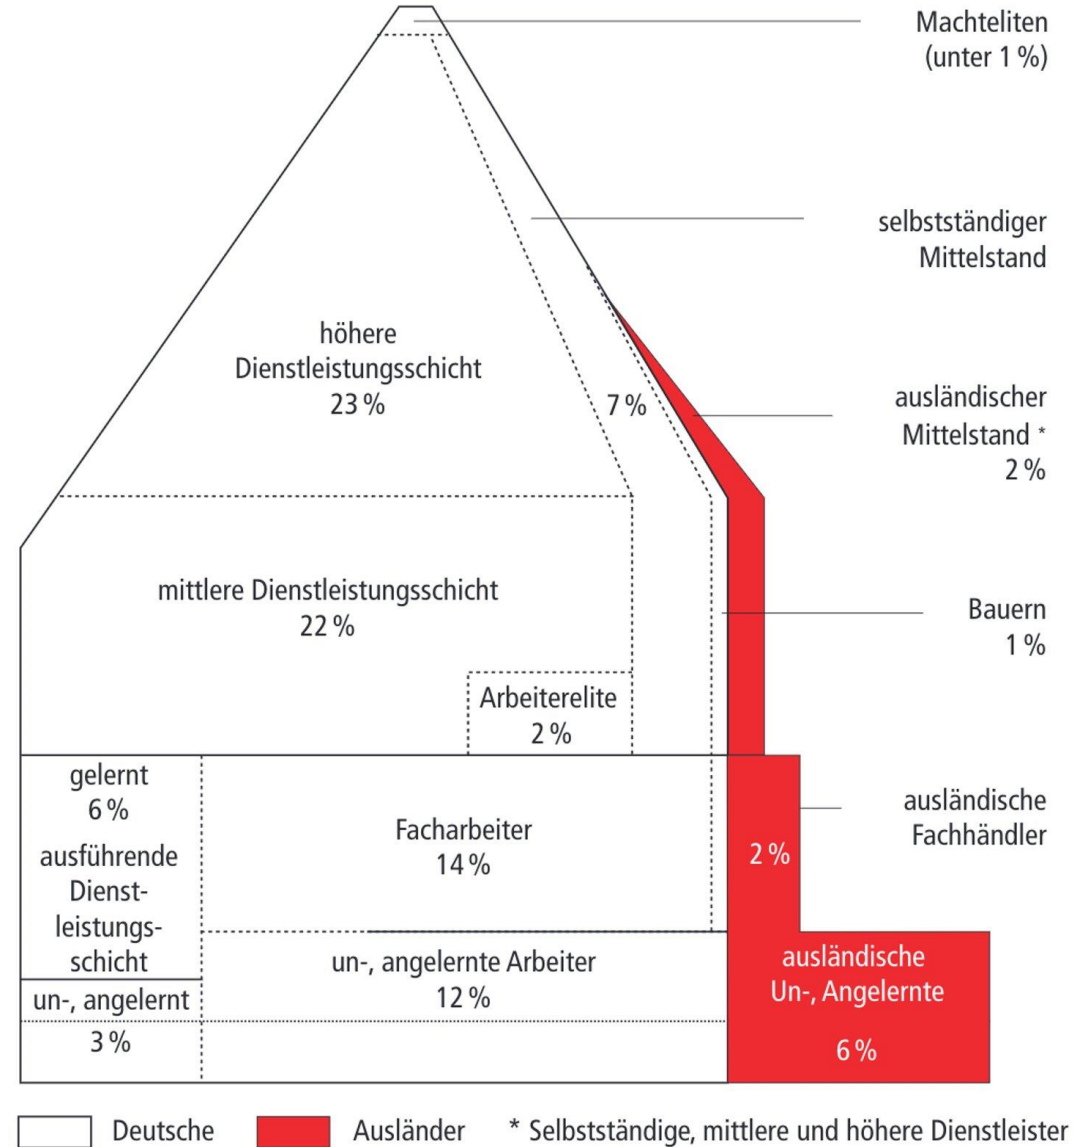 Machteliten
(unter 1 %)
selbstständiger
Mittelstand
höhere
Dienstleistungsschicht
23 %
7 %
ausländischer
Mittelstand *
2 %
mittlere Dienstleistungsschicht
22 %
Bauern
1 %
Arbeiterelite
2 %
gelernt
6 %
ausführende
Dienst-
leistungs-
schicht
Facharbeiter
14 %
2 %
ausländische
Fachhändler
un-, angelernt
3 %
un-, angelernte Arbeiter
12 %
ausländische
Un-, Angelernte
6 %
Deutsche
Ausländer
* Selbstständige, mittlere und höhere Dienstleister